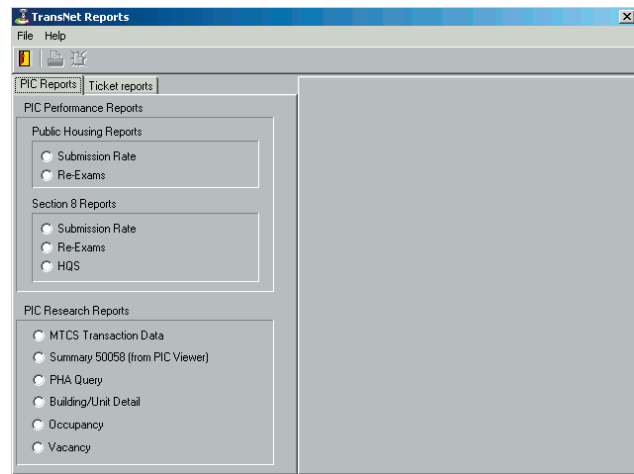 TransNet Reports
File Help
PIC Reports Ticket reports
PIC Performance Reports
Public Housing Reports
Submission Rate
Re-Exams
Section 8 Reports
Submission Rate
Re-Exams
HQS
PIC Research Reports
MTCS Transaction Data
Summary 50058 (from PIC Viewer)
PHA Query
Building/Unit Detail
Occupancy
Vacancy